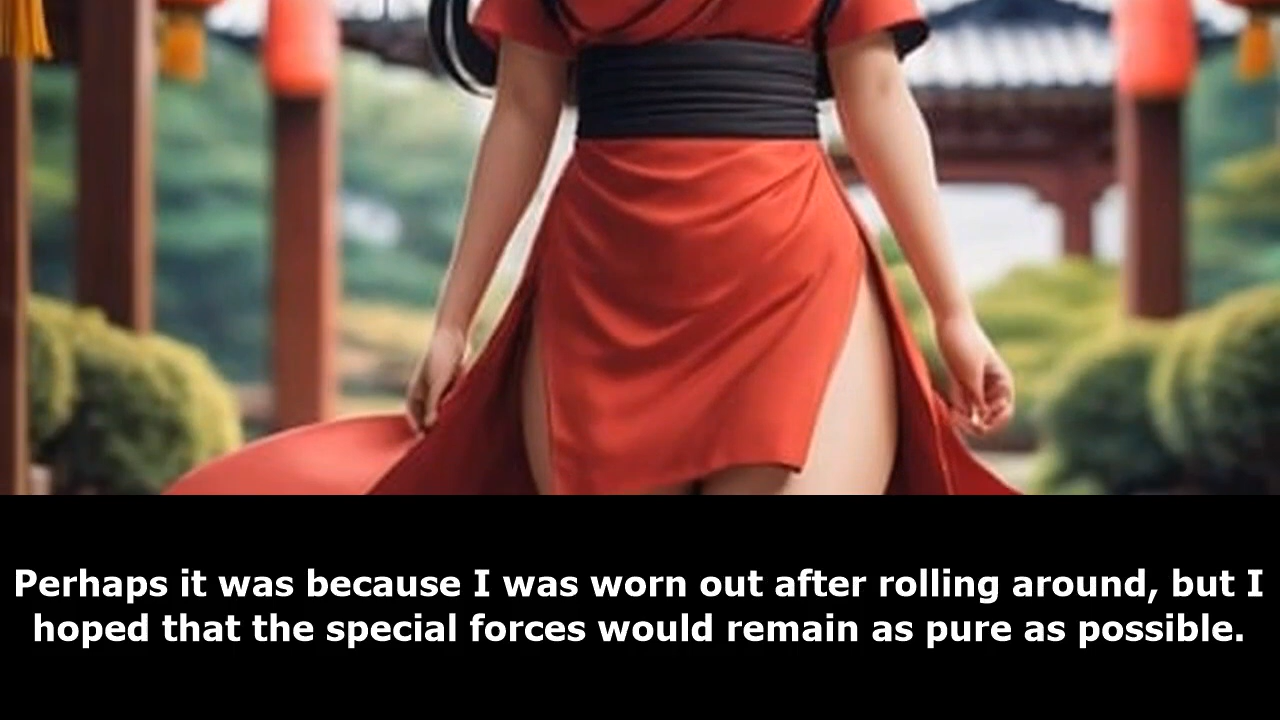 Perhaps it was because I was worn out after rolling around, but I
hoped that the special forces would remain as pure as possible.